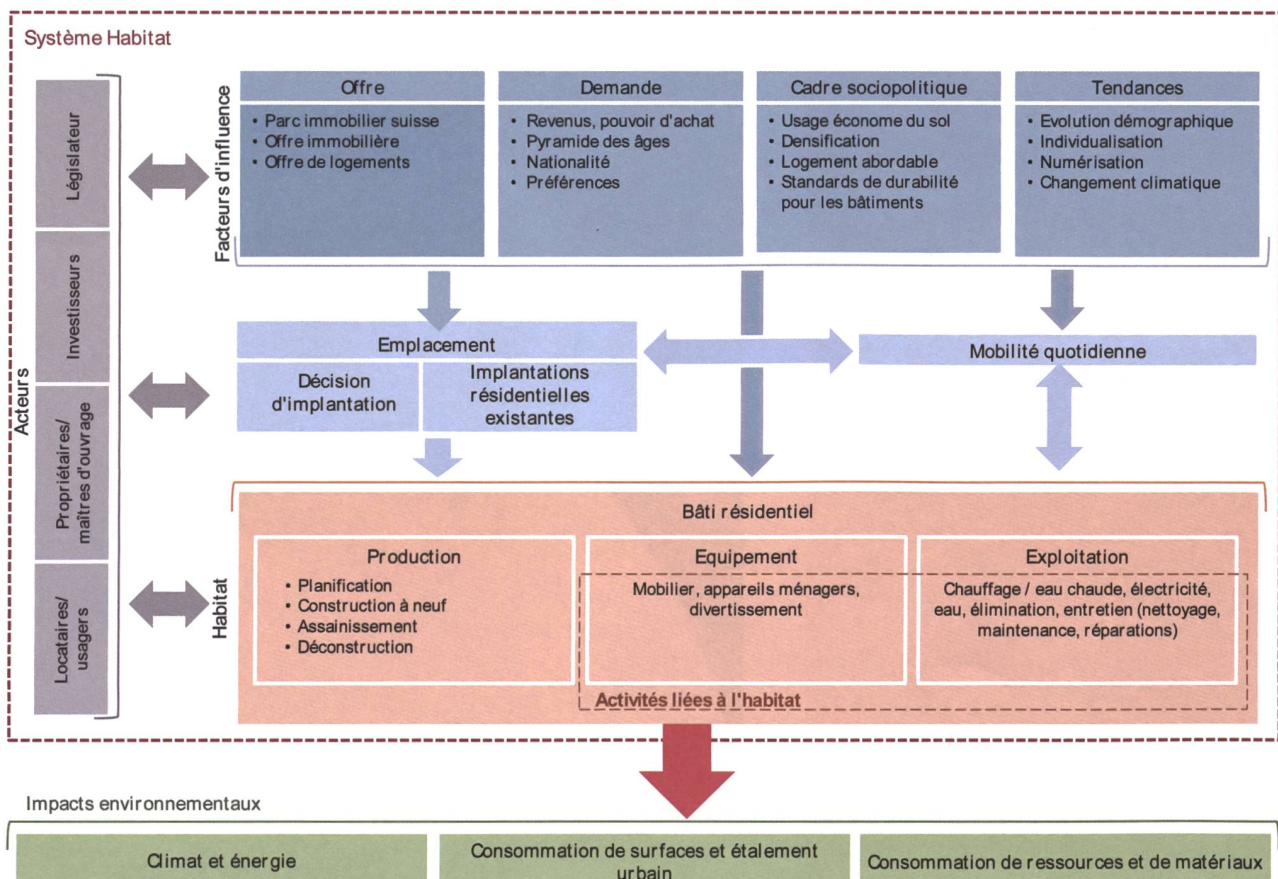 Système Habitat
Acteurs
Législateur
Investisseurs
Propriétaires/
maîtres d'ouvrage
Locataires/
usagers
Facteurs d'influence
Offre
• Parc immobilier suisse
• Offre immobilière
• Offre de logements
Demande
• Revenus, pouvoir d'achat
• Pyramide des âges
• Nationalité
• Préférences
Cadre sociopolitique
• Usage économe du sol
• Densification
• Logement abordable
• Standards de durabilité
pour les bâtiments
Tendances
• Evolution démographique
• Individualisation
• Numérisation
• Changement climatique
Emplacement
Décision
d'implantation
Implantations
résidentielles
existantes
Mobilité quotidienne
Habitat
Bâti résidentiel
Production
• Planification
• Construction à neuf
• Assainissement
• Déconstruction
Equipement
Mobilier, appareils ménagers,
divertissement
Exploitation
Chauffage / eau chaude, électricité,
eau, élimination, entretien (nettoyage,
maintenance, réparations)
Activités liées à l'habitat
Impacts environnementaux
Climat et énergie
Consommation de surfaces et étalement
urbain
Consommation de ressources et de matériaux